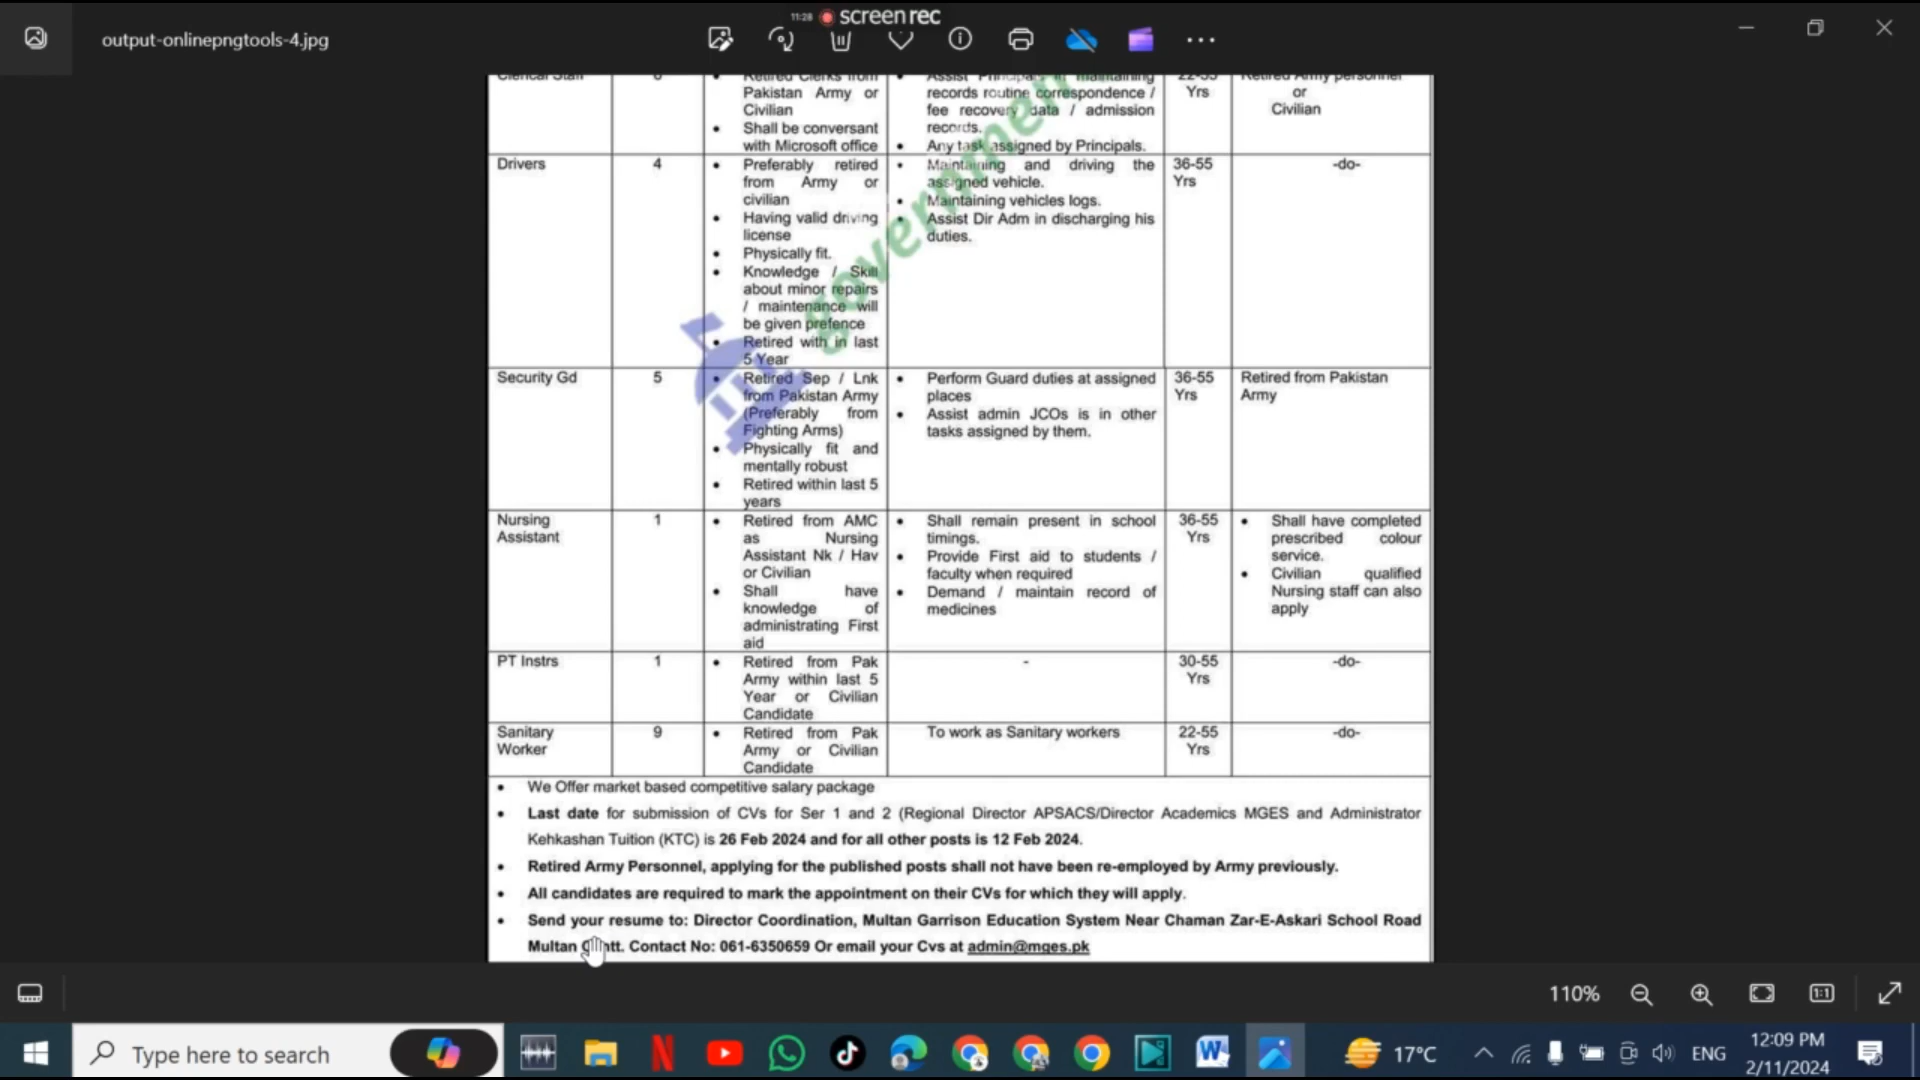 11:28 screen rec
output-onlinepngtools-4.jpg
Clerical Staff
Retired Clerks from
Pakistan Army or
Civilian
Shall be conversant
with Microsoft office
Assist Principals in maintaining
records routine correspondence /
fee recovery data / admission
records.
Any task assigned by Principals.
Yrs
Retired Army personnel
or
Civilian
Drivers
4
Preferably retired
from Army or
civilian
Having valid driving
license
Physically fit.
Knowledge / Skill
about minor repairs
/ maintenance will
be given prefence
Retired with in last
5 Year
Maintaining and driving the
assigned vehicle.
Maintaining vehicles logs.
Assist Dir Adm in discharging his
duties.
36-55
Yrs
-do-
Security Gd
5
Retired Sep / Lnk
from Pakistan Army
(Preferably from
Fighting Arms)
Physically fit and
mentally robust
Retired within last 5
years
Perform Guard duties at assigned
places
Assist admin JCOs is in other
tasks assigned by them.
36-55
Yrs
Retired from Pakistan
Army
Nursing
Assistant
1
Retired from AMC
as Nursing
Assistant Nk / Hav
or Civilian
Shall have
knowledge of
administrating First
aid
Shall remain present in school
timings.
Provide First aid to students /
faculty when required
Demand / maintain record of
medicines
36-55
Yrs
Shall have completed
prescribed colour
service.
Civilian qualified
Nursing staff can also
apply
PT Instrs
1
Retired from Pak
Army within last 5
Year or Civilian
Candidate
-
30-55
Yrs
-do-
Sanitary
Worker
9
Retired from Pak
Army or Civilian
Candidate
To work as Sanitary workers
22-55
Yrs
-do-
We Offer market based competitive salary package
Last date for submission of CVs for Ser 1 and 2 (Regional Director APSACS/Director Academics MGES and Administrator
Kehkashan Tuition (KTC) is 26 Feb 2024 and for all other posts is 12 Feb 2024.
Retired Army Personnel, applying for the published posts shall not have been re-employed by Army previously.
All candidates are required to mark the appointment on their CVs for which they will apply.
Send your resume to: Director Coordination, Multan Garrison Education System Near Chaman Zar-E-Askari School Road
Multan Contact No: 061-6350659 Or email your Cvs at admin@mges.pk
governmen
110%
1:1
Type here to search
17°C
ENG
12:09 PM
2/11/2024